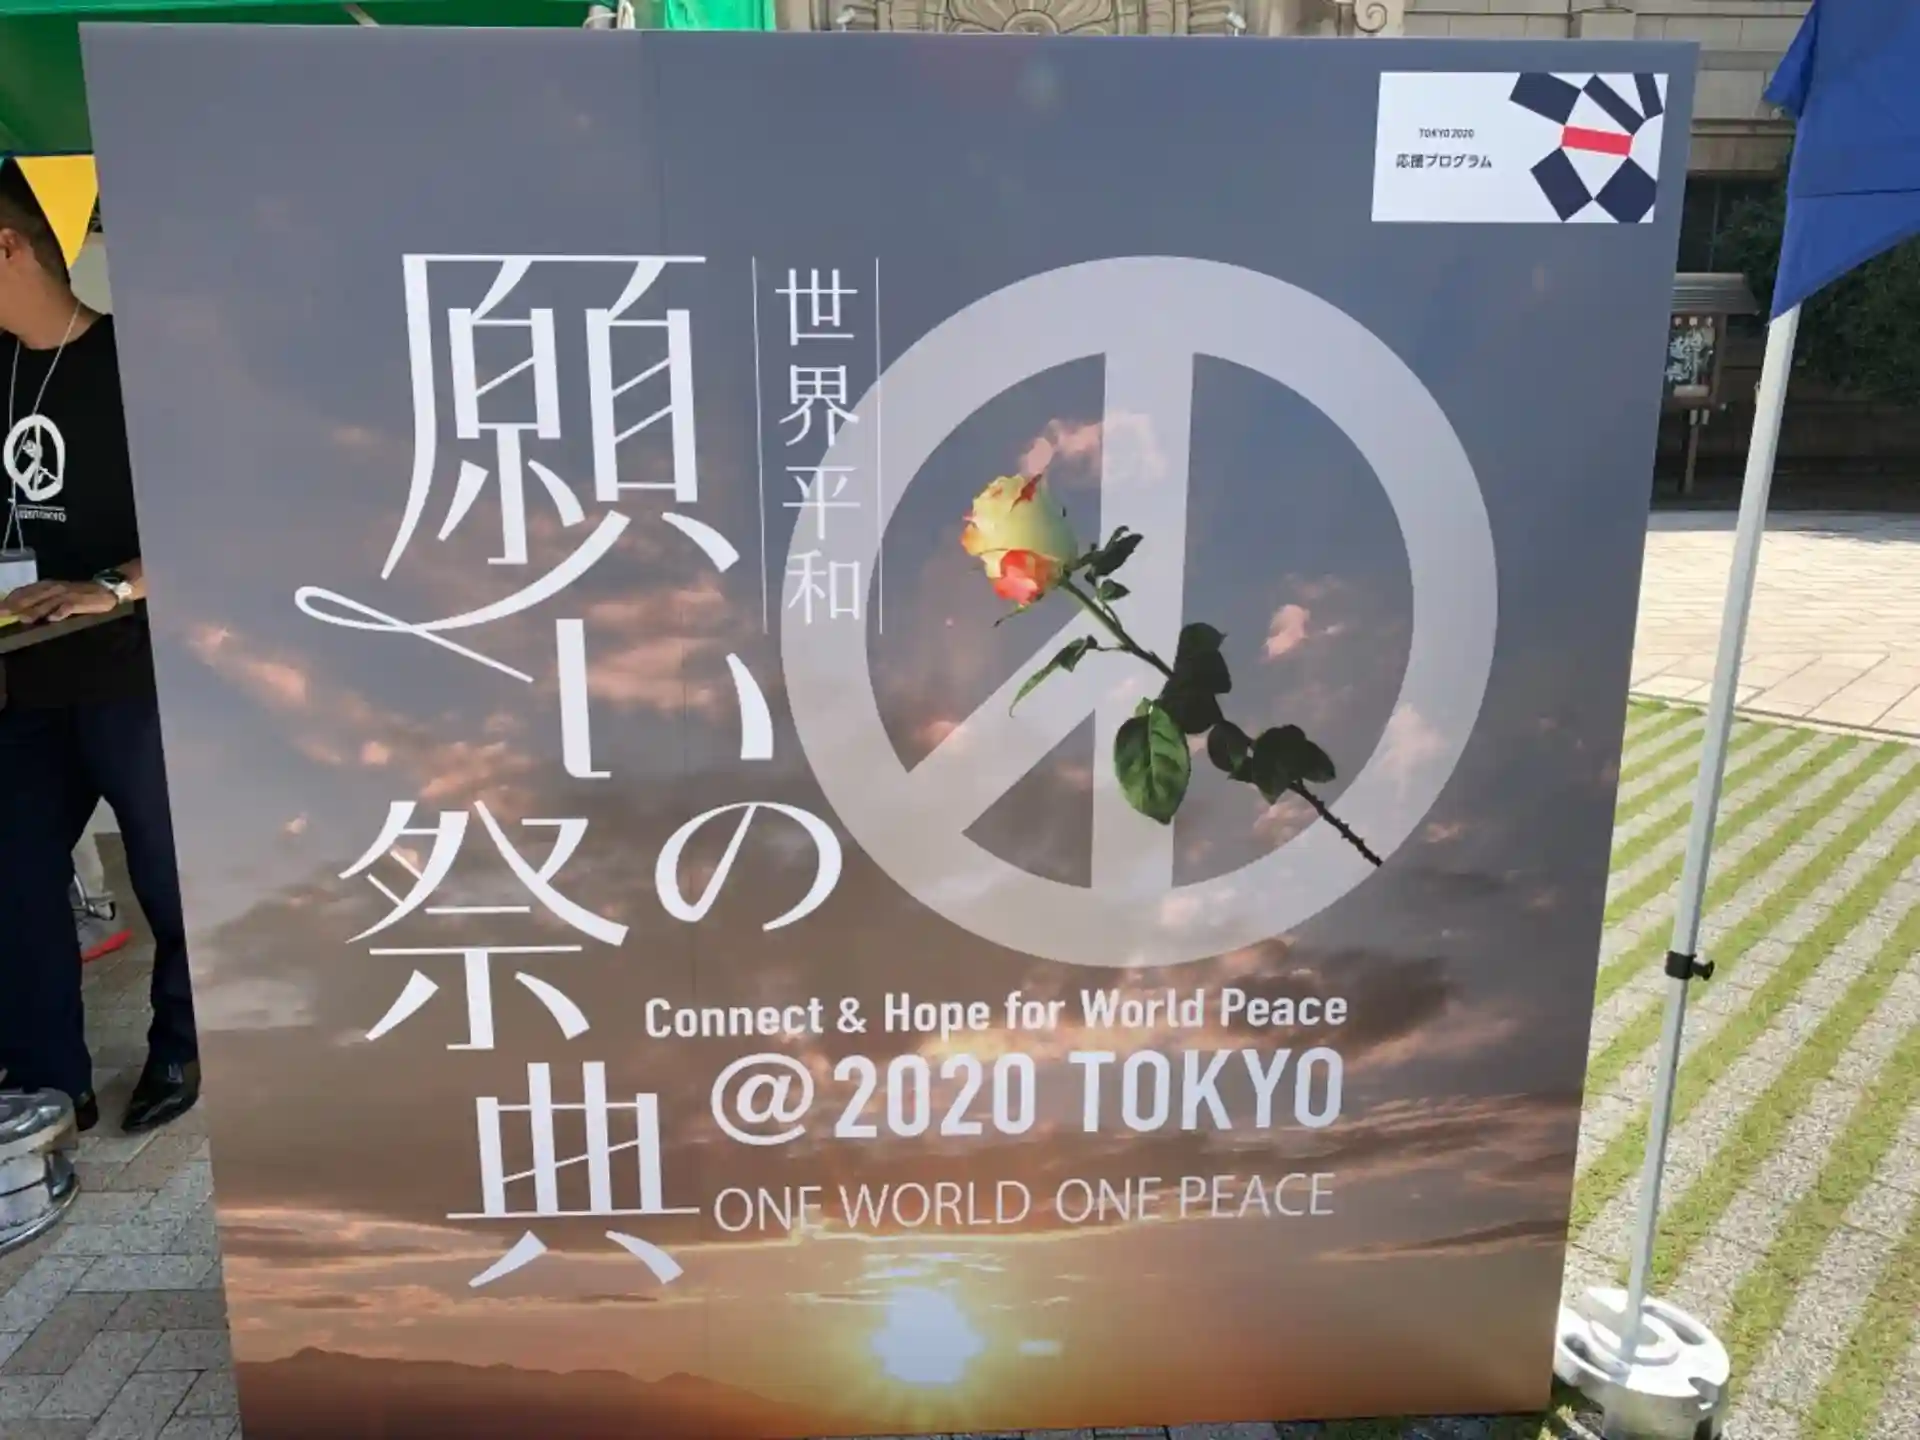 TOKYO 2020
応援プログラム
世界平和
願いの
祭典
Connect & Hope for World Peace
@2020 TOKYO
ONE WORLD ONE PEACE